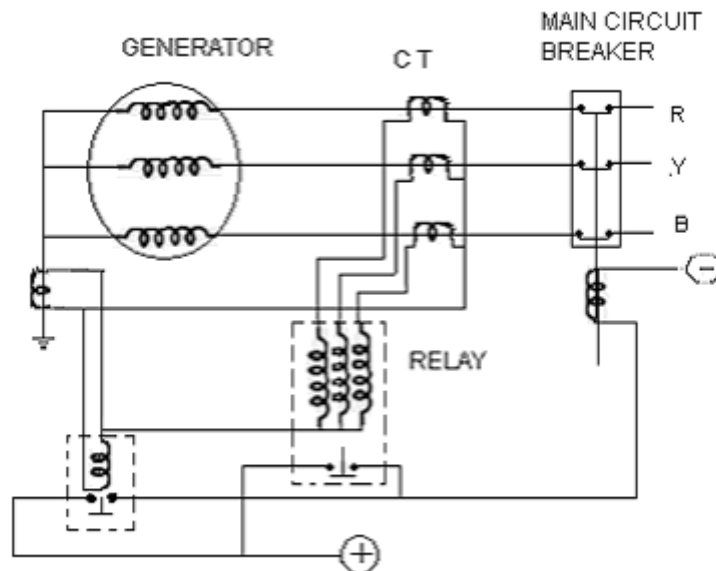 GENERATOR
C T
MAIN CIRCUIT
BREAKER
R
.Y
B
RELAY